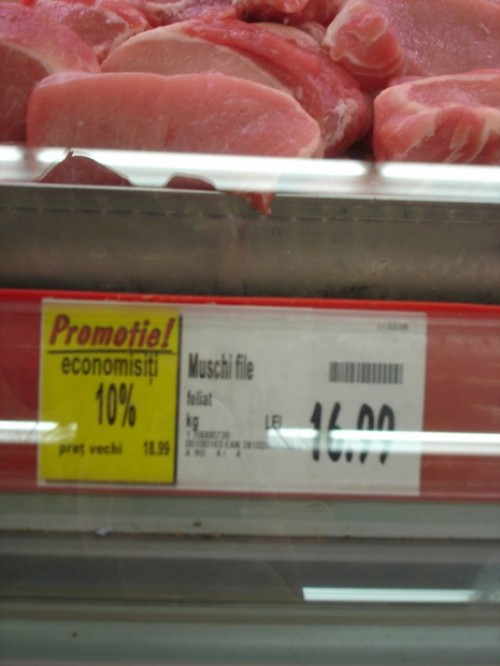 Promotie!
economisiți
10%
preț vechi 18.99
Muschi file
feliat
kg
LEI 16.99